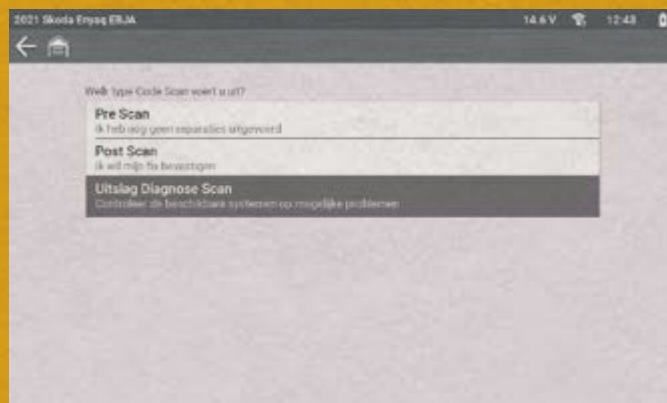 2021 Skoda Enyaq EBJA 14.6 V 12:43
Welk type Code Scan voert u uit?
Pre Scan
Ik heb nog geen reparaties uitgevoerd
Post Scan
Ik wil mijn fix bevestigen
Uitslag Diagnose Scan
Controleer de beschikbare systemen op mogelijke problemen